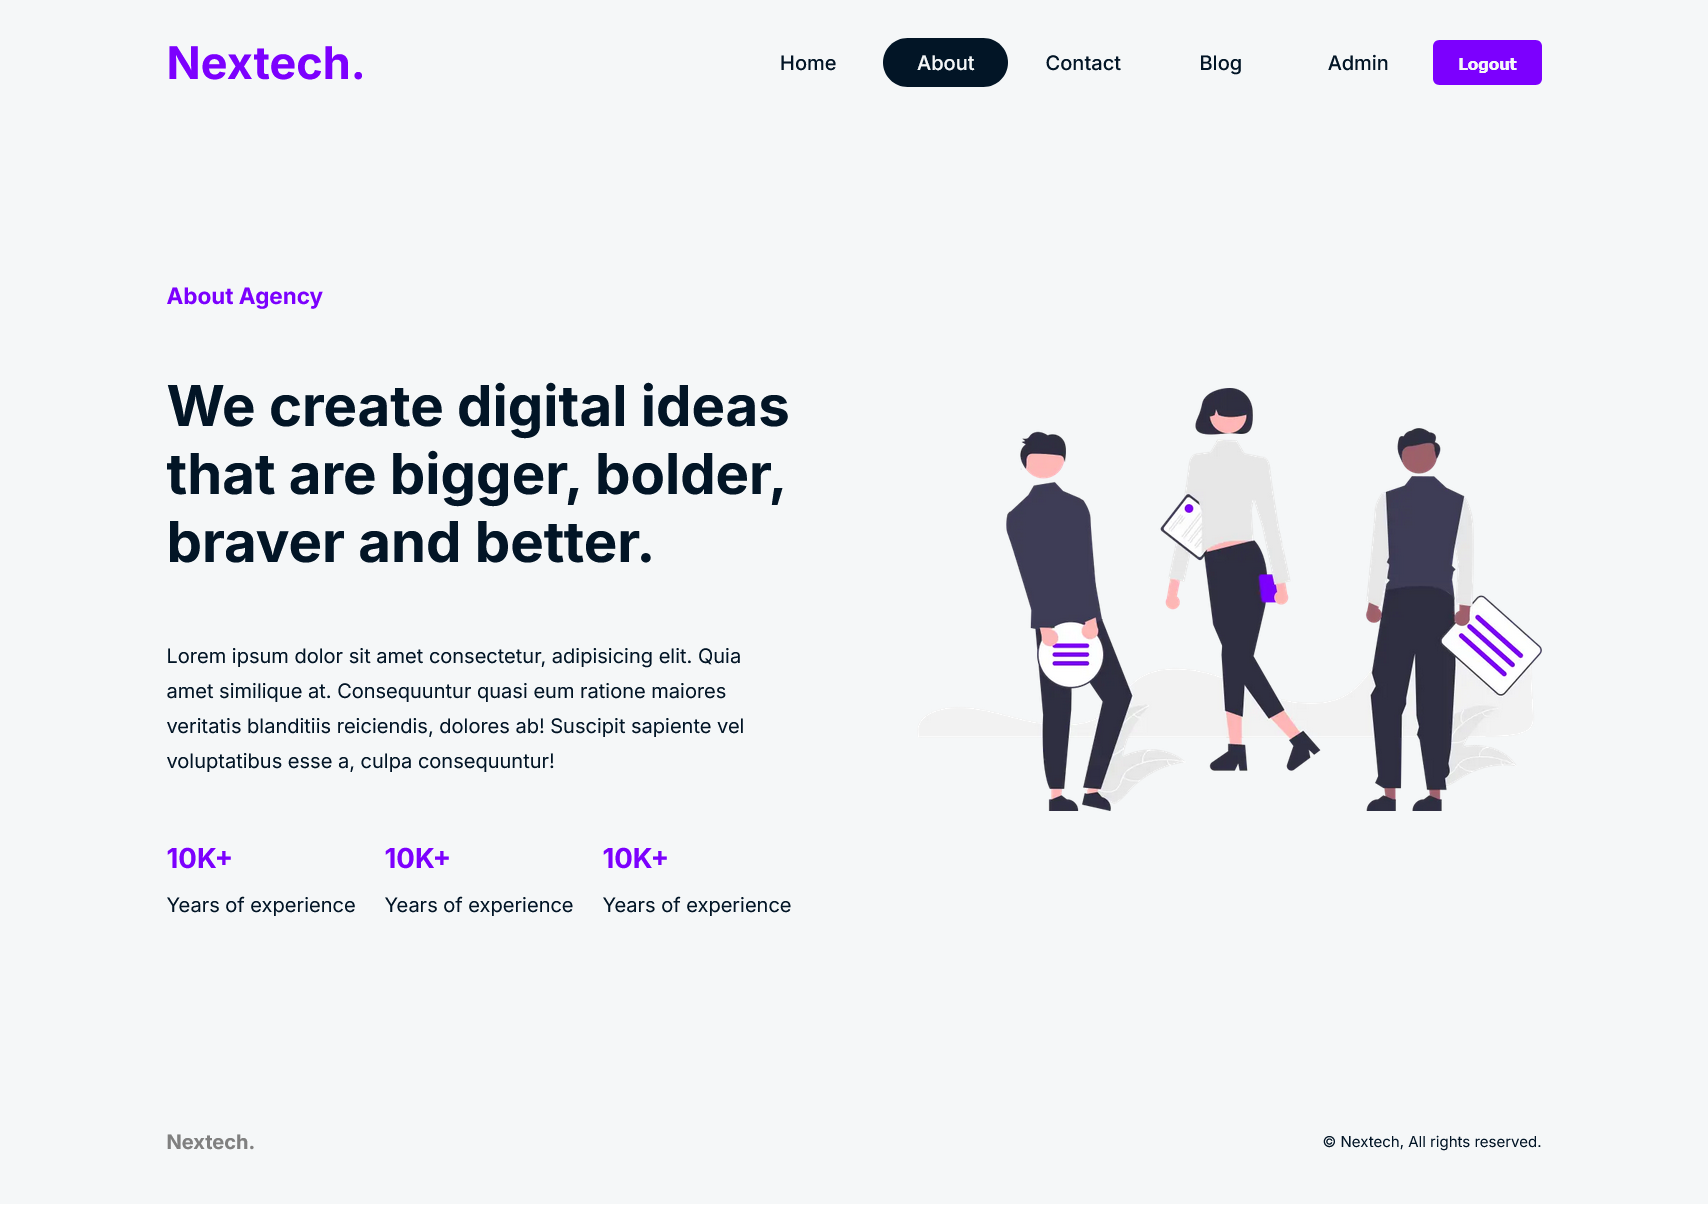 Nextech.
Home
About
Contact
Blog
Admin
Logout
About Agency
We create digital ideas
that are bigger, bolder,
braver and better.
Lorem ipsum dolor sit amet consectetur, adipisicing elit. Quia
amet similique at. Consequuntur quasi eum ratione maiores
veritatis blanditiis reiciendis, dolores ab! Suscipit sapiente vel
voluptatibus esse a, culpa consequuntur!
10K+
Years of experience
10K+
Years of experience
10K+
Years of experience
Nextech.
© Nextech, All rights reserved.